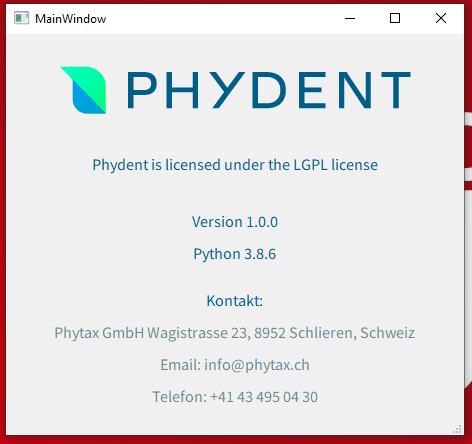 MainWindow
PHYDENT
Phydent is licensed under the LGPL license
Version 1.0.0
Python 3.8.6
Kontakt:
Phytax GmbH Wagistrasse 23, 8952 Schlieren, Schweiz
Email: info@phytax.ch
Telefon: +41 43 495 04 30